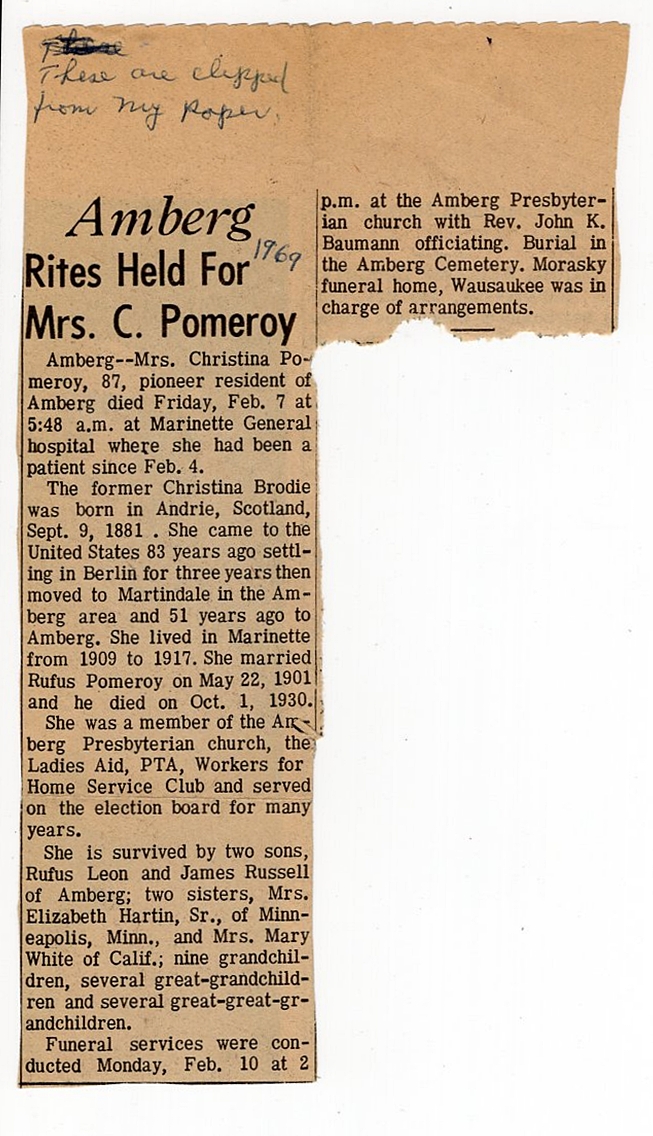 These are clipped
from my paper.
Amberg
1969
Rites Held For
Mrs. C. Pomeroy
Amberg--Mrs. Christina Po-
meroy, 87, pioneer resident of
Amberg died Friday, Feb. 7 at
5:48 a.m. at Marinette General
hospital where she had been a
patient since Feb. 4.
The former Christina Brodie
was born in Andrie, Scotland,
Sept. 9, 1881 . She came to the
United States 83 years ago settl-
ing in Berlin for three years then
moved to Martindale in the Am-
berg area and 51 years ago to
Amberg. She lived in Marinette
from 1909 to 1917. She married
Rufus Pomeroy on May 22, 1901
and he died on Oct. 1, 1930.
She was a member of the Am-
berg Presbyterian church, the
Ladies Aid, PTA, Workers for
Home Service Club and served
on the election board for many
years.
She is survived by two sons,
Rufus Leon and James Russell
of Amberg; two sisters, Mrs.
Elizabeth Hartin, Sr., of Minn-
eapolis, Minn., and Mrs. Mary
White of Calif.; nine grandchil-
dren, several great-grandchild-
ren and several great-great-gr-
andchildren.
Funeral services were con-
ducted Monday, Feb. 10 at 2
p.m. at the Amberg Presbyter-
ian church with Rev. John K.
Baumann officiating. Burial in
the Amberg Cemetery. Morasky
funeral home, Wausaukee was in
charge of arrangements.